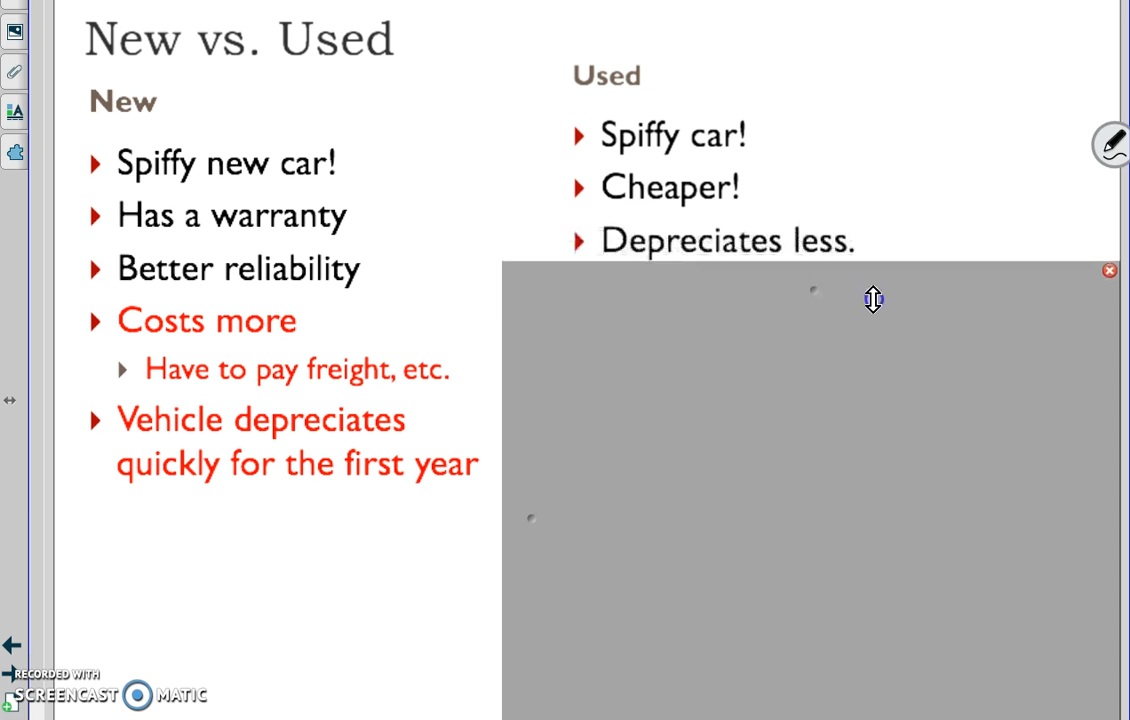 New vs. Used
New
Spiffy new car!
Has a warranty
Better reliability
Costs more
Have to pay freight, etc.
Vehicle depreciates
quickly for the first year
Used
Spiffy car!
Cheaper!
Depreciates less.
RECORDED WITH
SCREENCAST MATIC